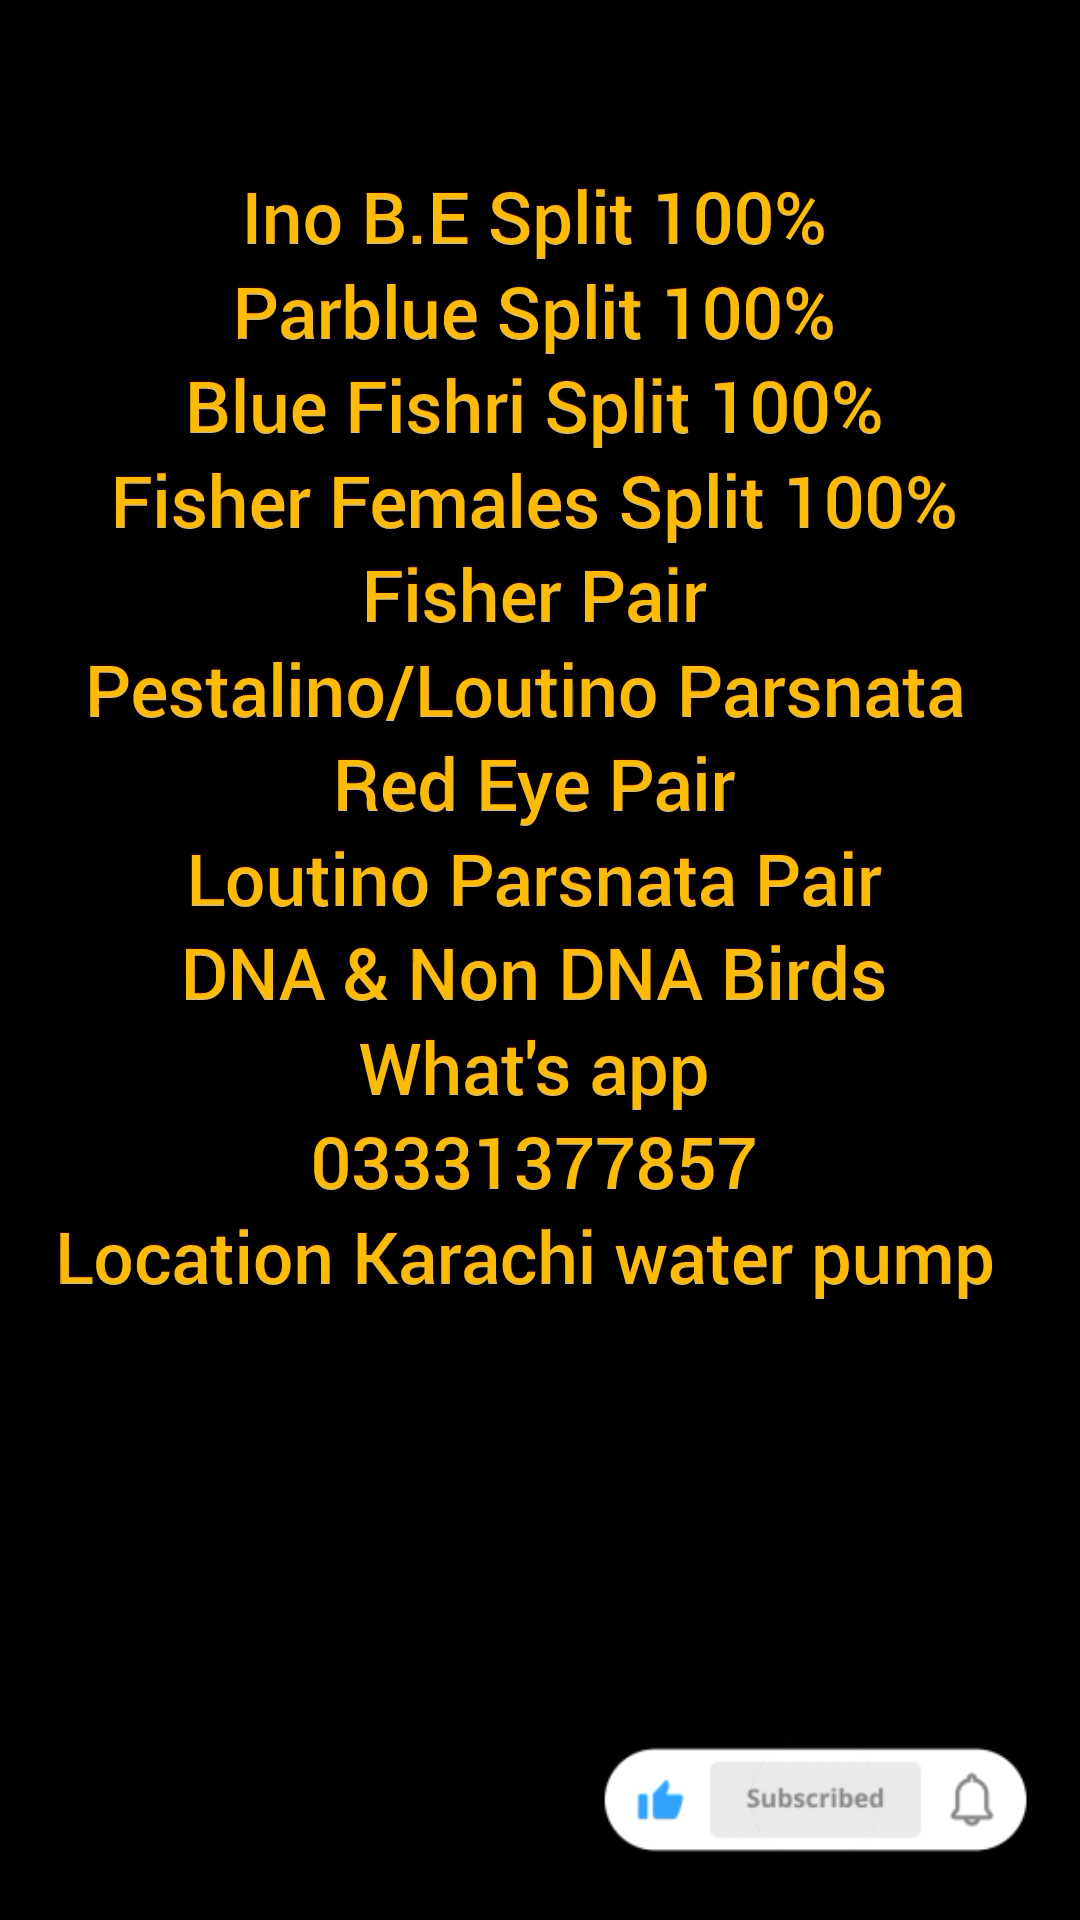 Ino B.E Split 100%
Parblue Split 100%
Blue Fishri Split 100%
Fisher Females Split 100%
Fisher Pair
Pestalino/Loutino Parsnata
Red Eye Pair
Loutino Parsnata Pair
DNA & Non DNA Birds
What's app
03331377857
Location Karachi water pump
Subscribed